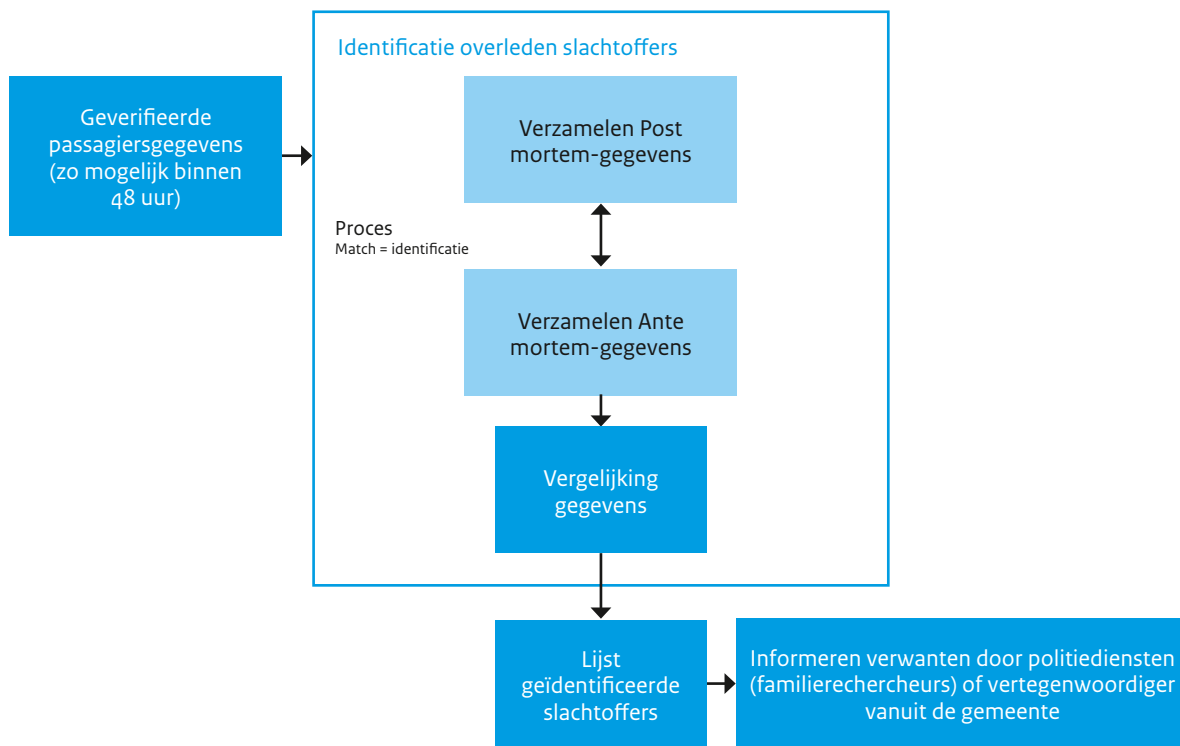 Identificatie overleden slachtoffers
Geverifieerde
passagiersgegevens
(zo mogelijk binnen
48 uur)
Verzamelen Post
mortem-gegevens
Proces
Match = identificatie
Verzamelen Ante
mortem-gegevens
Vergelijking
gegevens
Lijst
geïdentificeerde
slachtoffers
Informeren verwanten door politiediensten
(familierechercheurs) of vertegenwoordiger
vanuit de gemeente